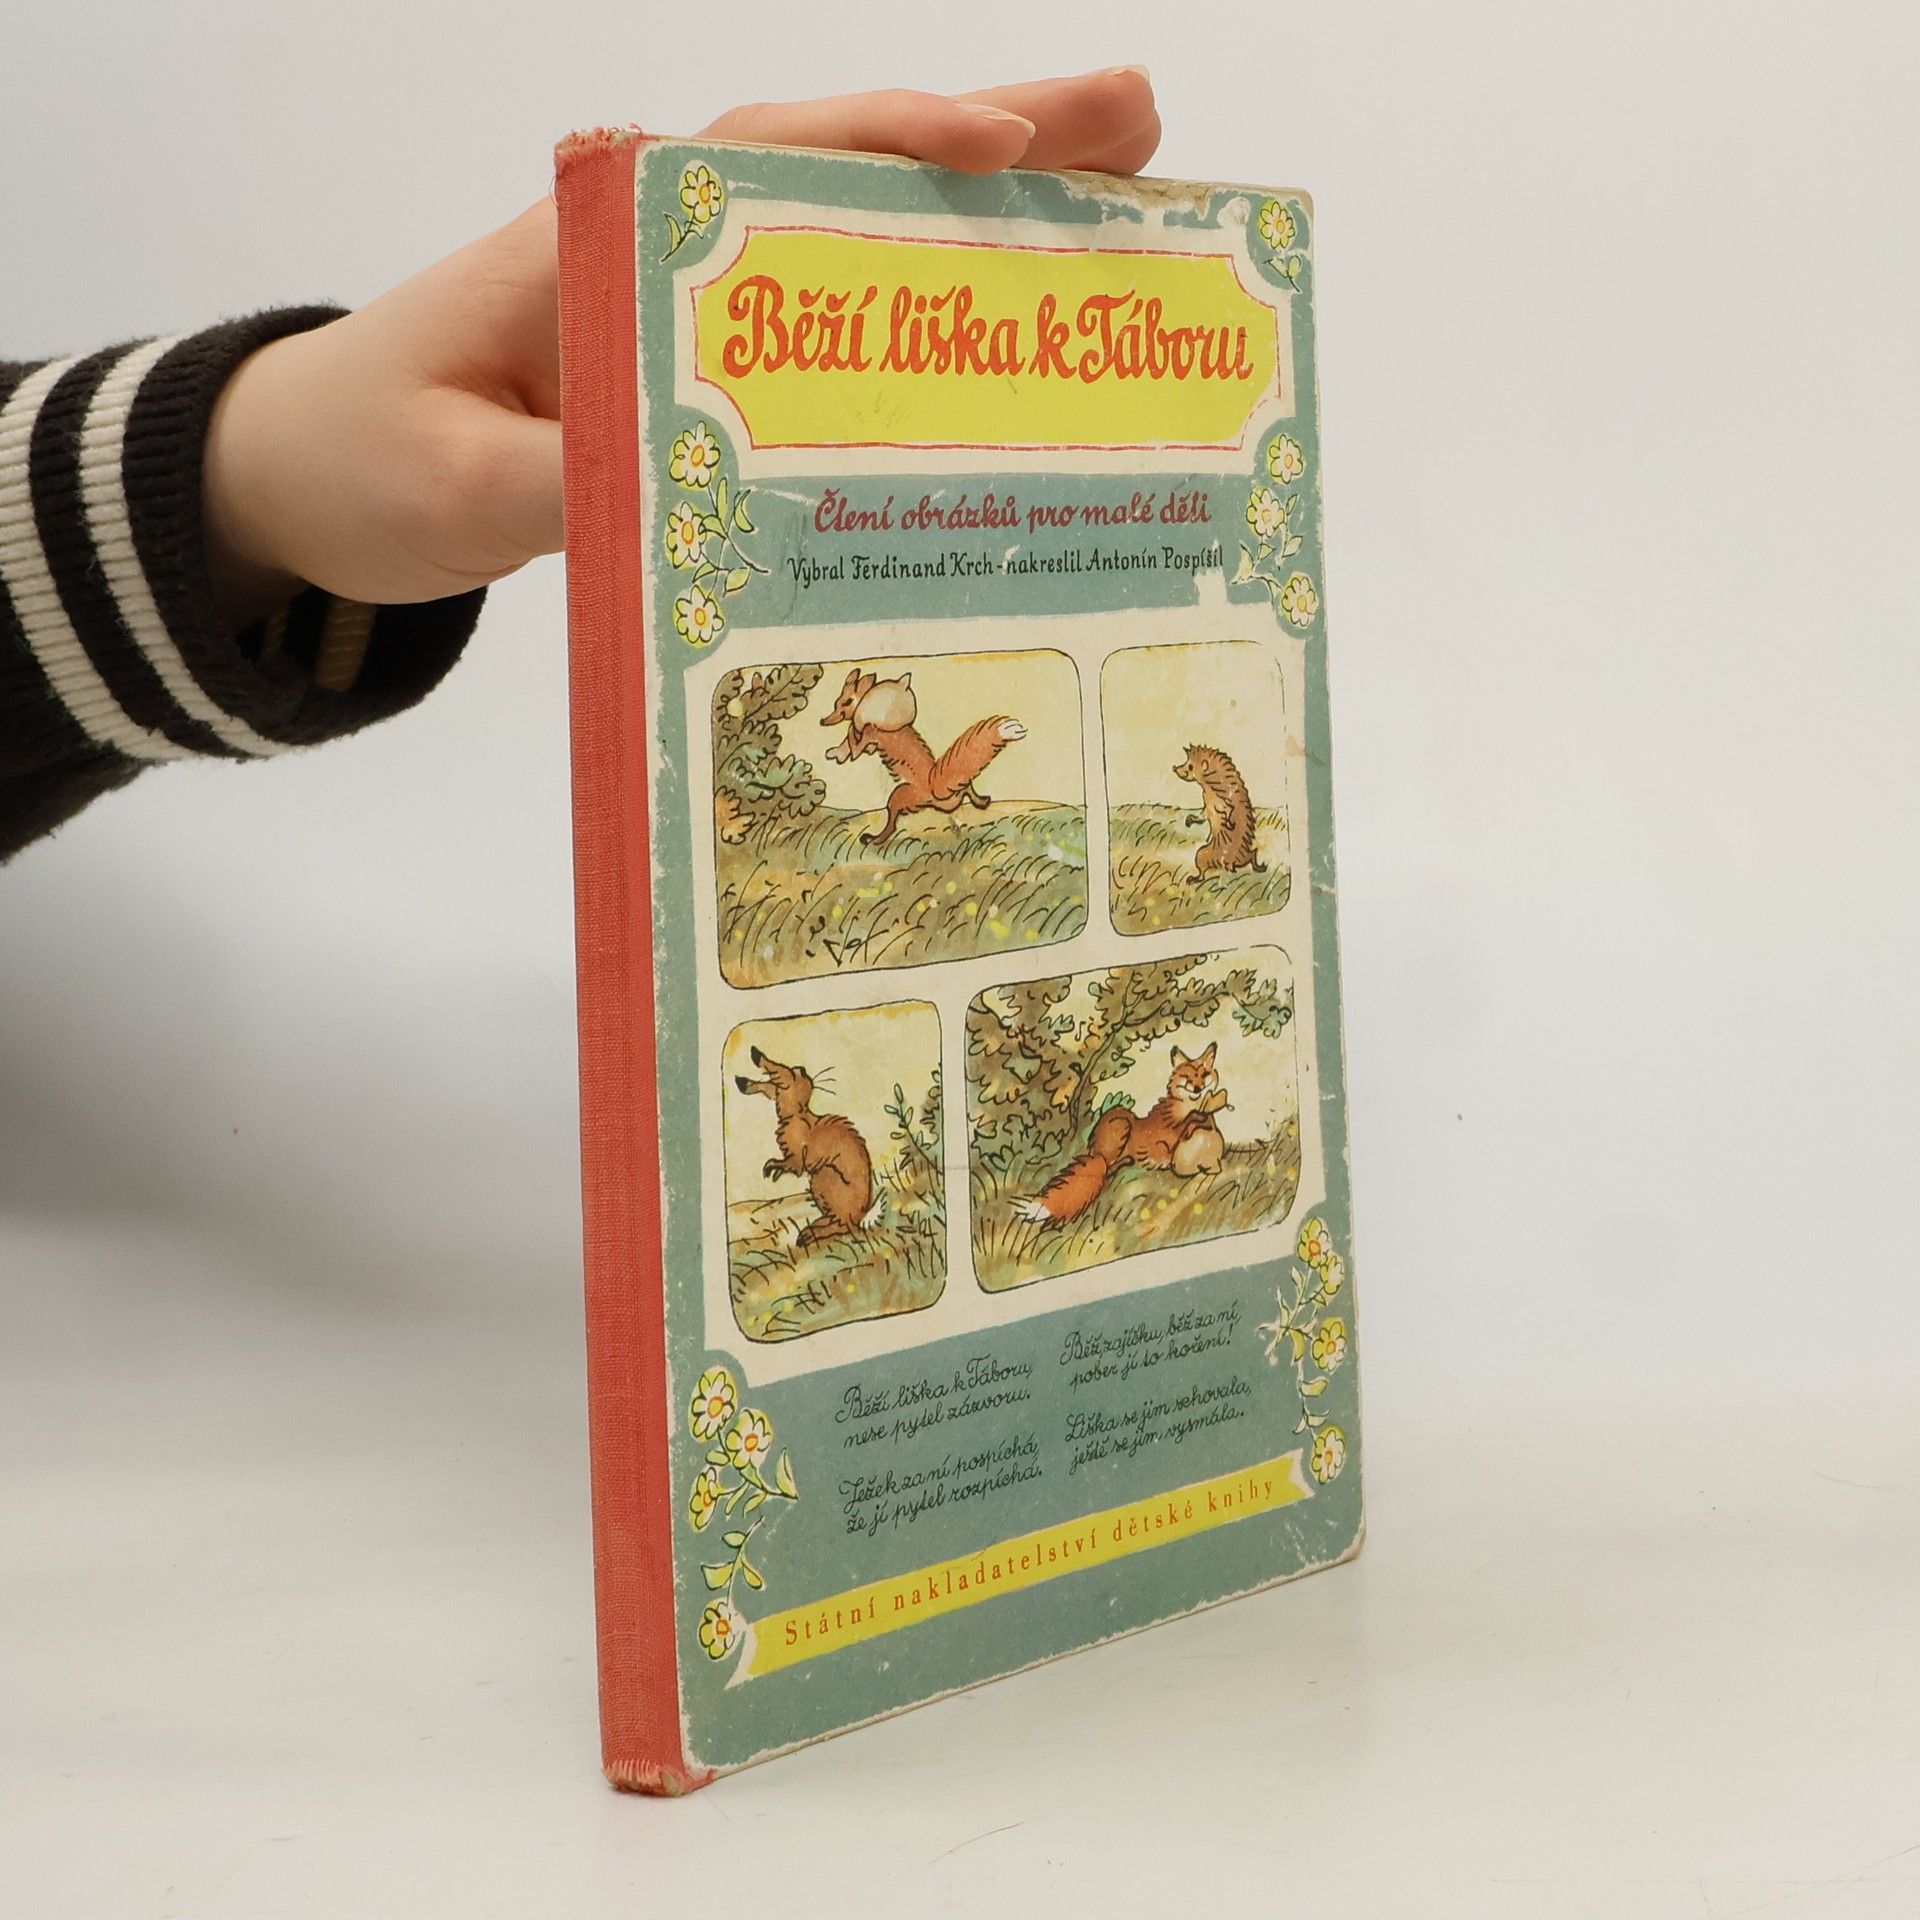 Běží liška k Táboru
Čtení obrázků pro malé děti
Vybral Ferdinand Krch - nakreslil Antonín Pospíšil
Běží liška k Táboru,
nese pytel zázvoru.
Ježek za ní pospíchá,
že jí pytel rozpíchá.
Běž, zajíčku, běž za ní,
pober jí to koření!
Liška se jim schovala,
ještě se jim vysmála.
Státní nakladatelství dětské knihy